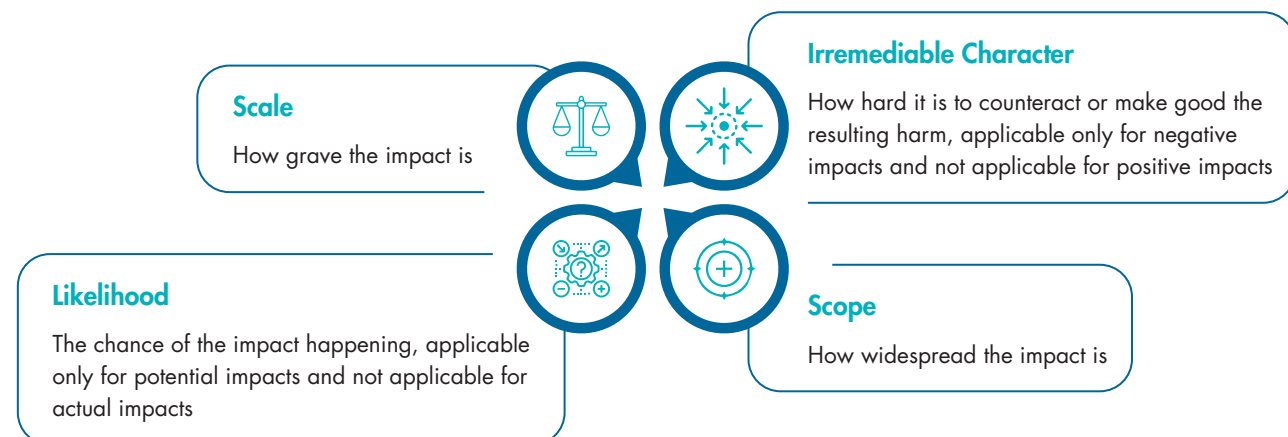 Scale
How grave the impact is
Irremediable Character
How hard it is to counteract or make good the
resulting harm, applicable only for negative
impacts and not applicable for positive impacts
Likelihood
The chance of the impact happening, applicable
only for potential impacts and not applicable for
actual impacts
Scope
How widespread the impact is